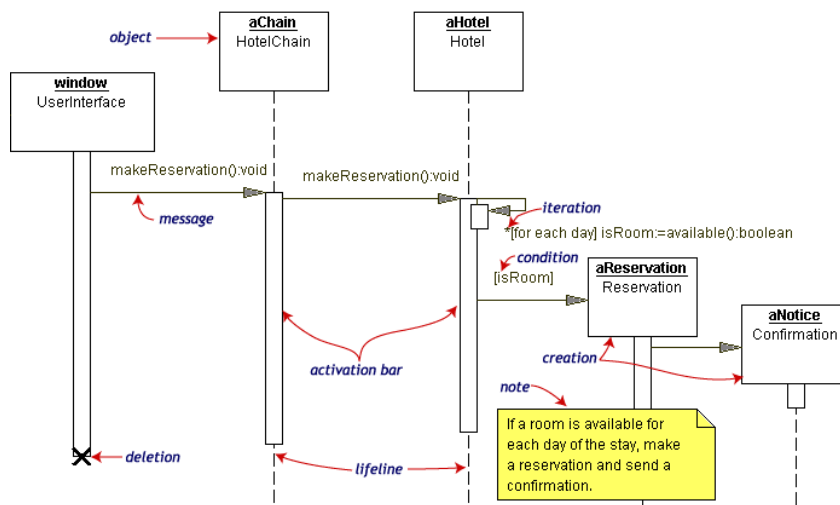 aChain
HotelChain
aHotel
Hotel
object
window
UserInterface
makeReservation():void
makeReservation():void
message
iteration
*[for each day] isRoom:=available():boolean
condition
[isRoom]
aReservation
Reservation
aNotice
Confirmation
activation bar
creation
note
If a room is available for
each day of the stay, make
a reservation and send a
confirmation.
deletion
lifeline